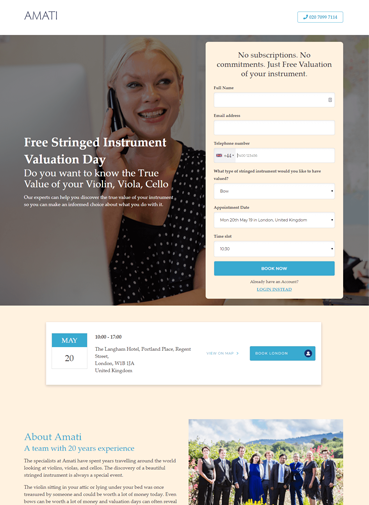 AMATI
020 7099 7114
No subscriptions. No
commitments. Just Free Valuation
of your instrument.
Full Name
Email address
Telephone number
+44
What type of stringed instrument would you like to have
valued?
Bow
Appointment Date
Mon 20th May 19 in London, United Kingdom
Time slot
10:30
BOOK NOW
Already have an Account?
LOGIN INSTEAD
Free Stringed Instrument
Valuation Day
Do you want to know the True
Value of your Violin, Viola, Cello
Our experts can help you discover the true value of your instrument
so you can make an informed choice about what you do with it.
MAY
20
10:00 - 17:00
The Langham Hotel, Portland Place, Regent
Street,
London, W1B 1JA
United Kingdom
VIEW ON MAP
BOOK LONDON
About Amati
A team with 20 years experience
The specialists at Amati have spent years travelling around the world
looking at violins, violas, and cellos. The discovery of a beautiful
stringed instrument is always a special event.
The violin sitting in your attic or lying under your bed was once
treasured by someone and could be worth a lot of money today. Even
bows can be worth a lot of money and valuation days can often reveal